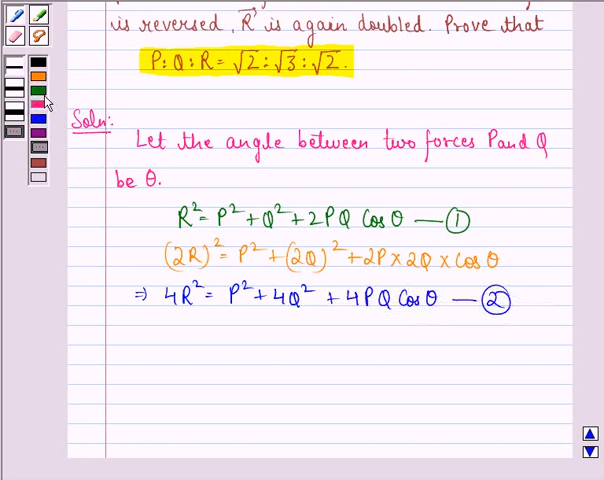 is reversed, R⃗ is again doubled. Prove that
P:Q:R = √2 : √3 : √2.
Soln:
Let the angle between two forces P and Q
be θ.
R² = P² + Q² + 2PQ Cos θ — ①
(2R)² = P² + (2Q)² + 2P × 2Q × Cos θ
⇒ 4R² = P² + 4Q² + 4PQ Cos θ — ②